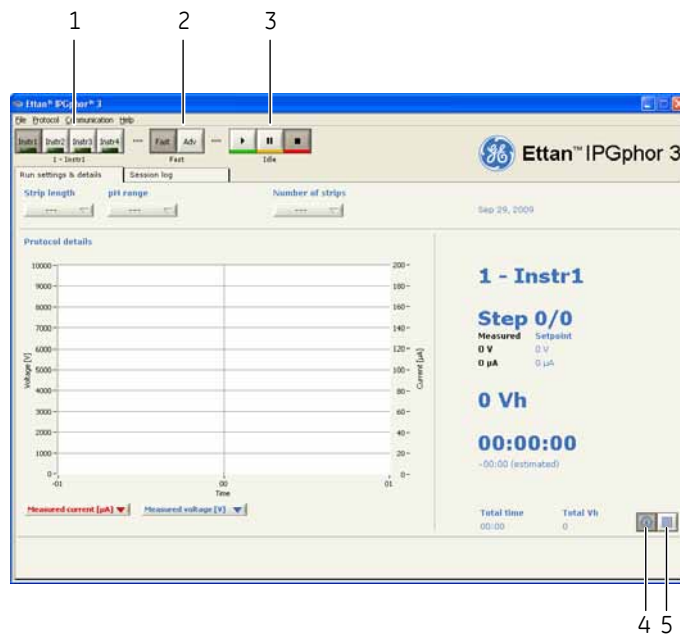 1 2 3
Ettan® IPGphor® 3
File Protocol Communication Help
Instr1 Instr2 Instr3 Instr4 --- Fast Adv ---
1 - Instr1 Fast Idle
Ettan™ IPGphor 3
Run settings & details Session log
Strip length pH range Number of strips
--- --- ---
Sep 29, 2009
Protocol details
10000 200
9000 180
8000 160
7000 140
6000 120
5000 100
4000 80
3000 60
2000 40
1000 20
0 0
Voltage [V]
Current [µA]
-01 00 01
Time
Measured current [µA] Measured voltage [V]
1 - Instr1
Step 0/0
Measured Setpoint
0 V 0 V
0 µA 0 µA
0 Vh
00:00:00
~00:00 (estimated)
Total time Total Vh
00:00 0
4 5